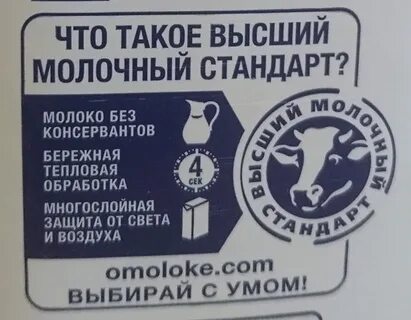 ЧТО ТАКОЕ ВЫСШИЙ
МОЛОЧНЫЙ СТАНДАРТ?
МОЛОКО БЕЗ
КОНСЕРВАНТОВ
БЕРЕЖНАЯ
ТЕПЛОВАЯ
ОБРАБОТКА
4
СЕК
МНОГОСЛОЙНАЯ
ЗАЩИТА ОТ СВЕТА
И ВОЗДУХА
ВЫСШИЙ МОЛОЧНЫЙ
СТАНДАРТ
omoloke.com
ВЫБИРАЙ С УМОМ!